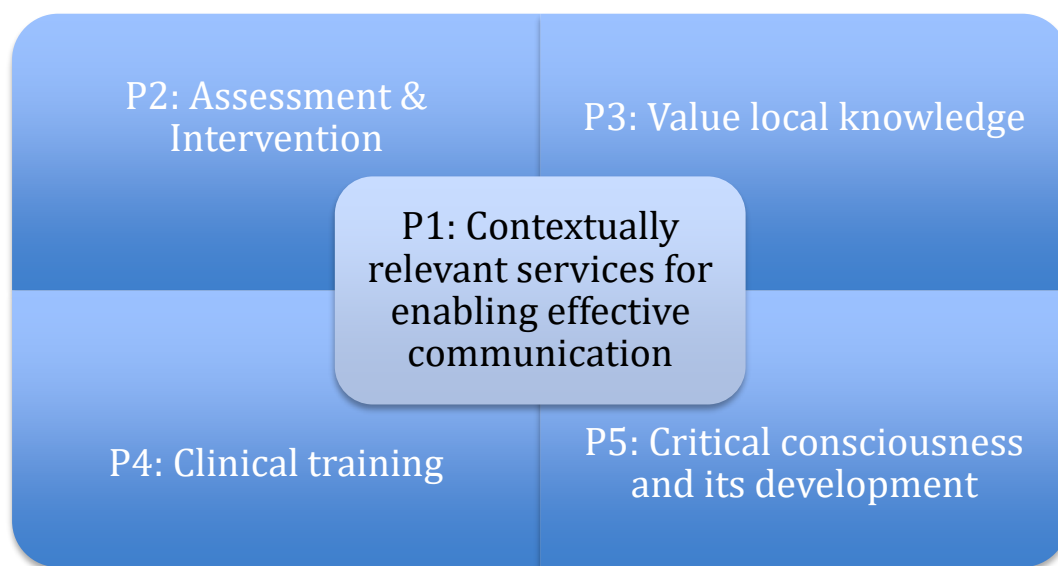 P2: Assessment &
Intervention
P3: Value local knowledge
P1: Contextually
relevant services for
enabling effective
communication
P4: Clinical training
P5: Critical consciousness
and its development